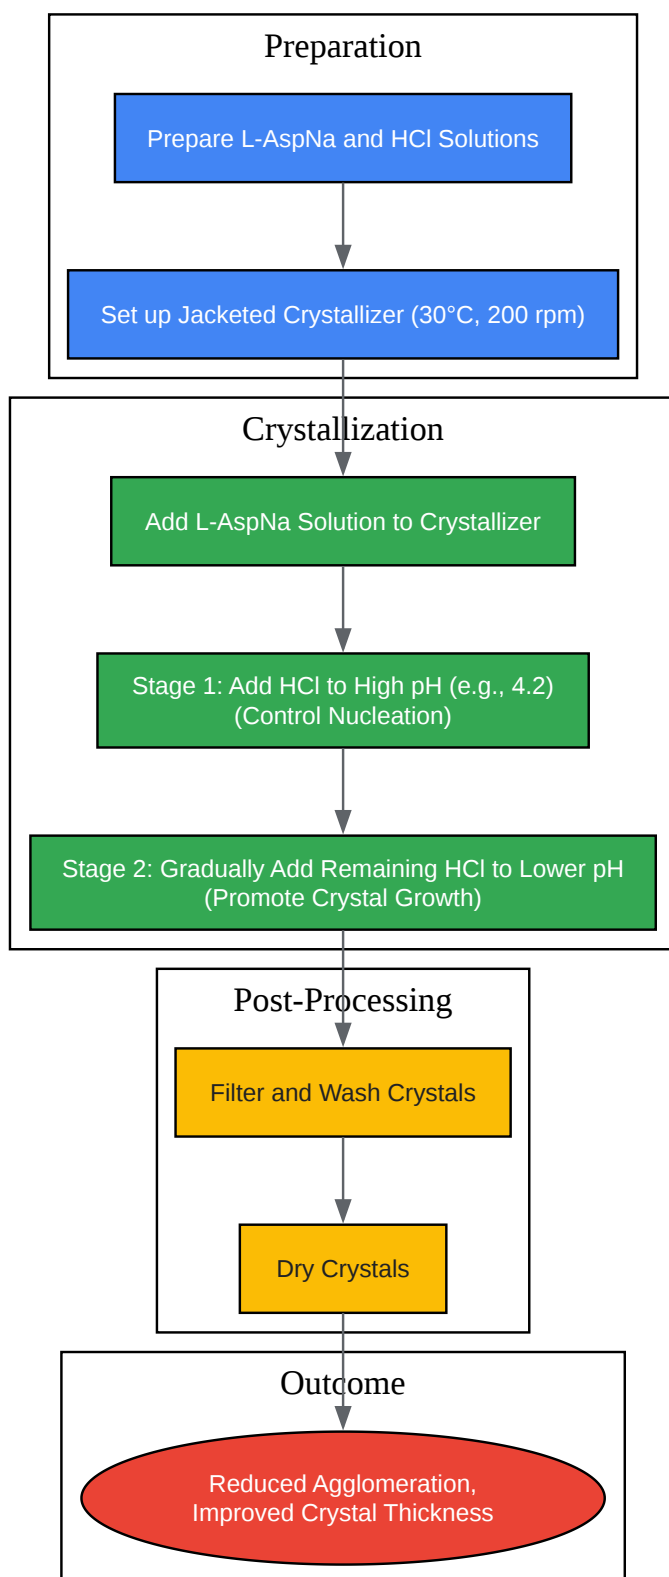 Preparation
Prepare L-AspNa and HCl Solutions
Set up Jacketed Crystallizer (30°C, 200 rpm)
Crystallization
Add L-AspNa Solution to Crystallizer
Stage 1: Add HCl to High pH (e.g., 4.2)
(Control Nucleation)
Stage 2: Gradually Add Remaining HCl to Lower pH
(Promote Crystal Growth)
Post-Processing
Filter and Wash Crystals
Dry Crystals
Outcome
Reduced Agglomeration,
Improved Crystal Thickness